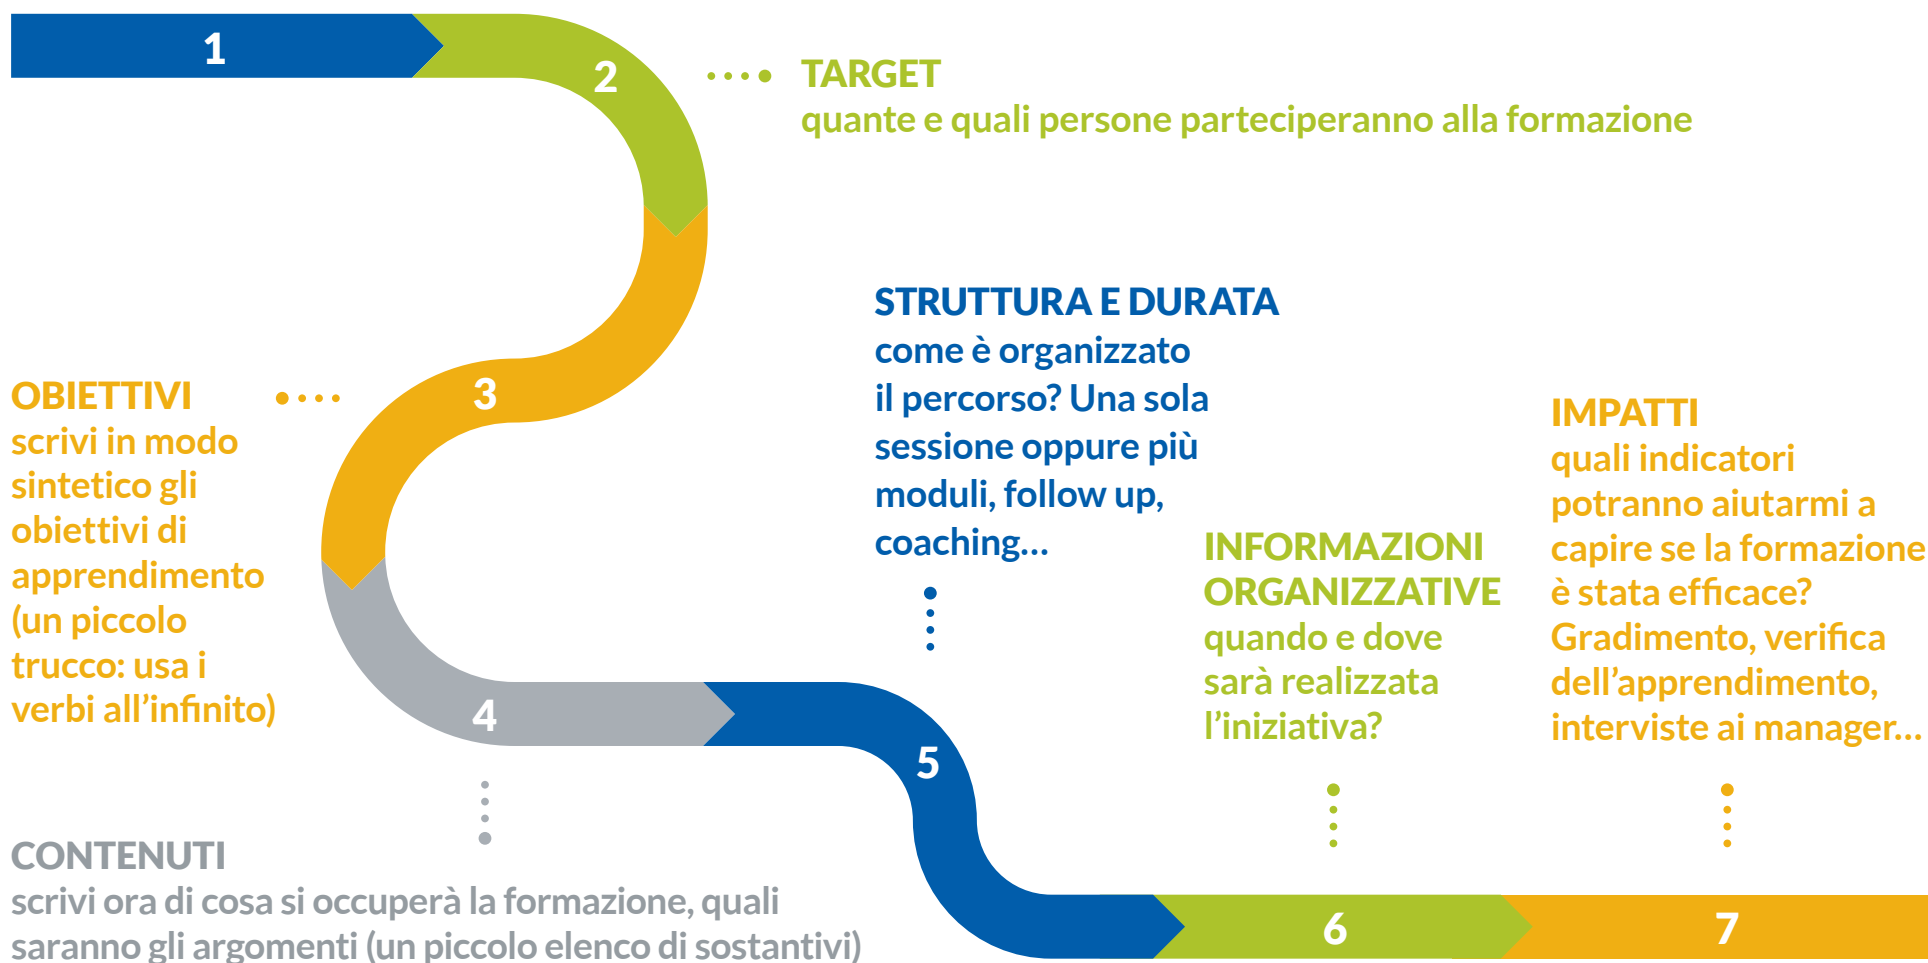 1
2
TARGET
quante e quali persone parteciperanno alla formazione
3
OBIETTIVI
scrivi in modo
sintetico gli
obiettivi di
apprendimento
(un piccolo
trucco: usa i
verbi all’infinito)
4
CONTENUTI
scrivi ora di cosa si occuperà la formazione, quali
saranno gli argomenti (un piccolo elenco di sostantivi)
STRUTTURA E DURATA
come è organizzato
il percorso? Una sola
sessione oppure più
moduli, follow up,
coaching…
5
INFORMAZIONI
ORGANIZZATIVE
quando e dove
sarà realizzata
l’iniziativa?
6
IMPATTI
quali indicatori
potranno aiutarmi a
capire se la formazione
è stata efficace?
Gradimento, verifica
dell’apprendimento,
interviste ai manager…
7